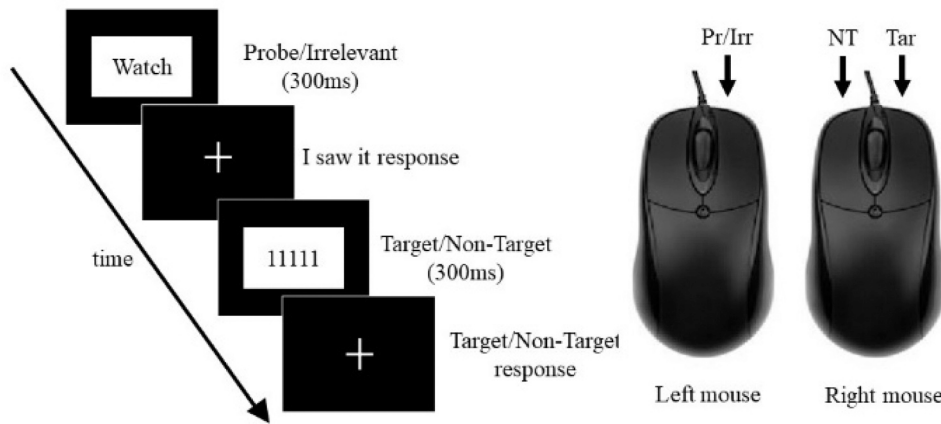 Watch
Probe/Irrelevant
(300ms)
I saw it response
11111
Target/Non-Target
(300ms)
Target/Non-Target
response
time
Pr/Irr
NT
Tar
Left mouse
Right mouse